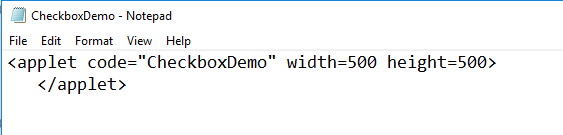 CheckboxDemo - Notepad
File Edit Format View Help
<applet code="CheckboxDemo" width=500 height=500>
</applet>